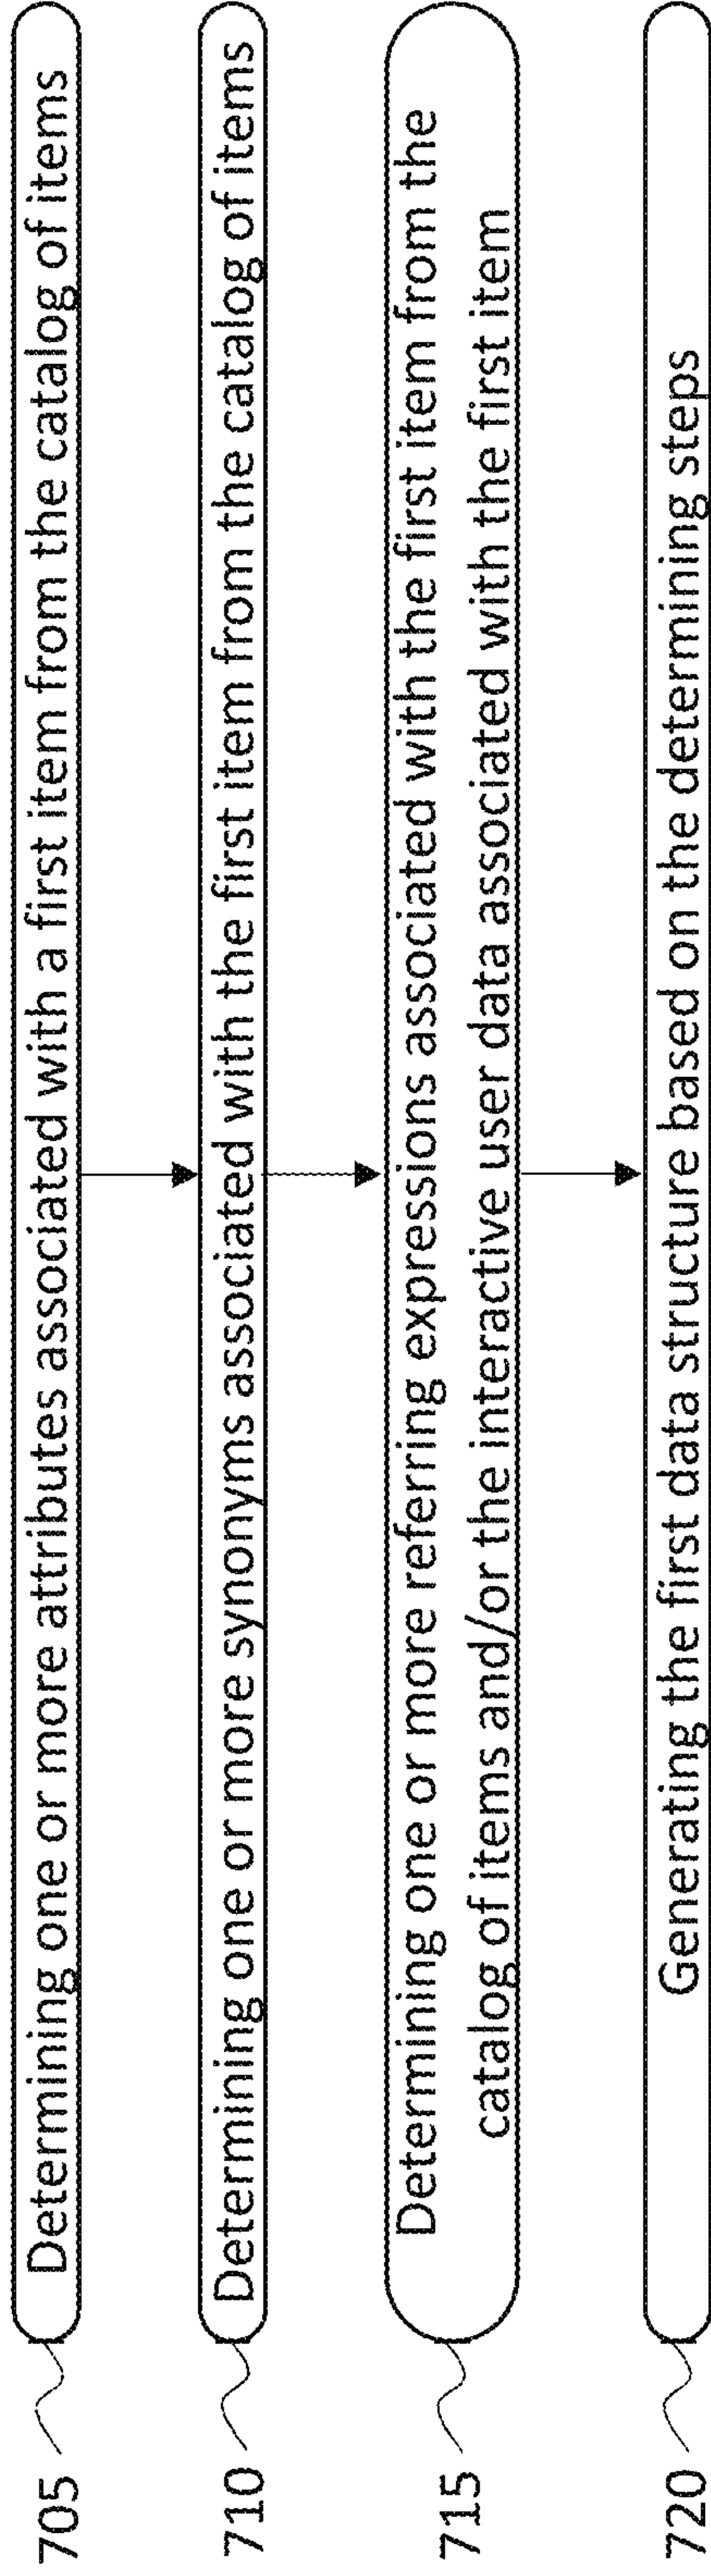 705
Determining one or more attributes associated with a first item from the catalog of items
710
Determining one or more synonyms associated with the first item from the catalog of items
715
Determining one or more referring expressions associated with the first item from the
catalog of items and/or the interactive user data associated with the first item
720
Generating the first data structure based on the determining steps